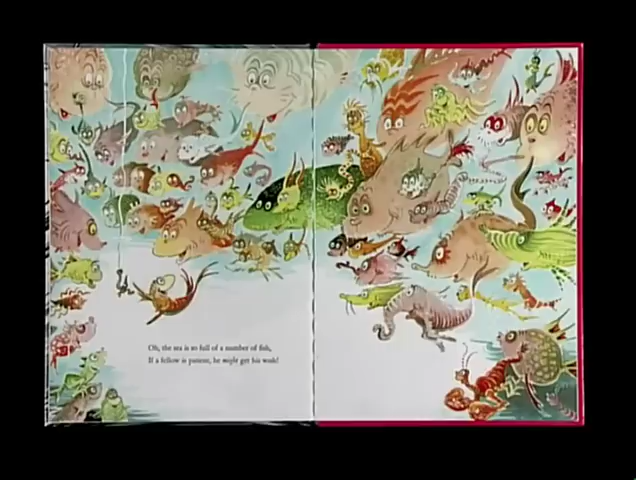 Oh, the sea is so full of a number of fish,
If a fellow is patient, he might get his wish!